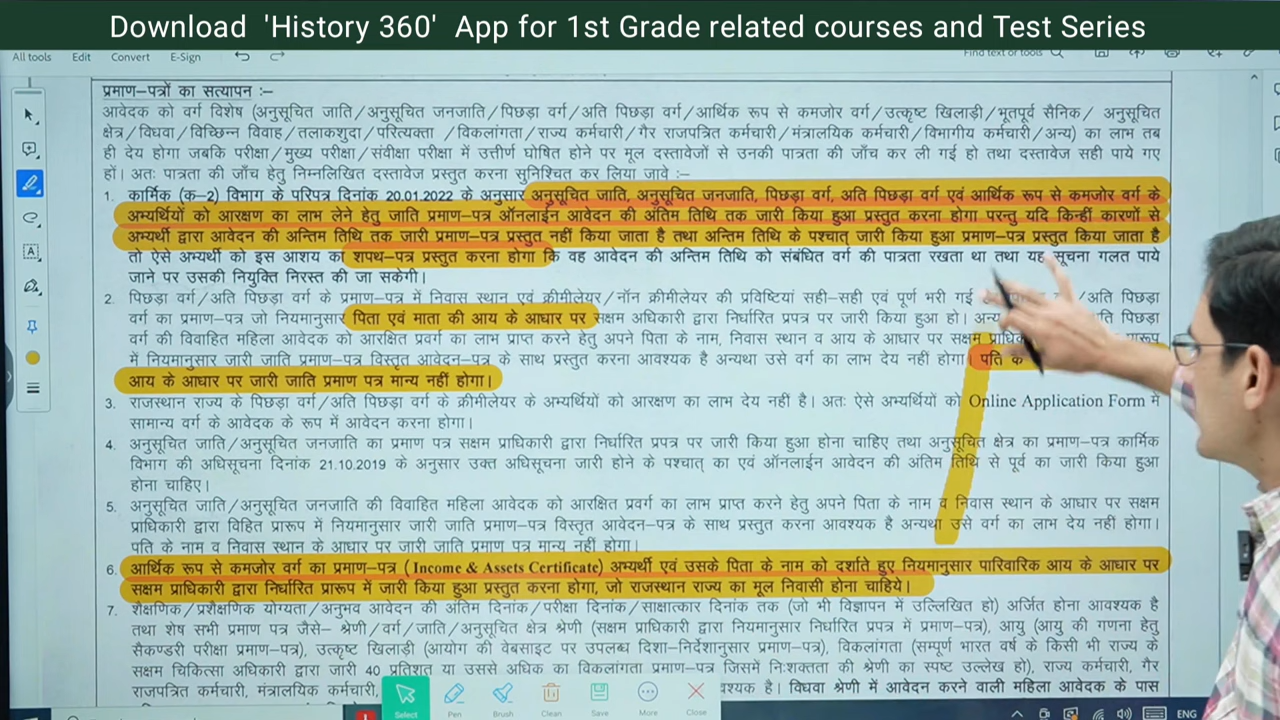 Download 'History 360' App for 1st Grade related courses and Test Series
All tools Edit Convert E-Sign Find text or tools
प्रमाण–पत्रों का सत्यापन :–
आवेदक को वर्ग विशेष (अनुसूचित जाति/अनुसूचित जनजाति/पिछड़ा वर्ग/अति पिछड़ा वर्ग/आर्थिक रूप से कमजोर वर्ग/उत्कृष्ट खिलाड़ी/भूतपूर्व सैनिक/ अनुसूचित
क्षेत्र/विधवा/विच्छिन्न विवाह/तलाकशुदा/परित्यक्ता /विकलांगता/राज्य कर्मचारी/गैर राजपत्रित कर्मचारी/मंत्रालयिक कर्मचारी/विभागीय कर्मचारी/अन्य) का लाभ तब
ही देय होगा जबकि परीक्षा/मुख्य परीक्षा/संवीक्षा परीक्षा में उत्तीर्ण घोषित होने पर मूल दस्तावेजों से उनकी पात्रता की जाँच कर ली गई हो तथा दस्तावेज सही पाये गए
हों। अतः पात्रता की जाँच हेतु निम्नलिखित दस्तावेज प्रस्तुत करना सुनिश्चित कर लिया जावे :–
1. कार्मिक (क–2) विभाग के परिपत्र दिनांक 20.01.2022 के अनुसार अनुसूचित जाति, अनुसूचित जनजाति, पिछड़ा वर्ग, अति पिछड़ा वर्ग एवं आर्थिक रूप से कमजोर वर्ग के
अभ्यर्थियों को आरक्षण का लाभ लेने हेतु जाति प्रमाण–पत्र ऑनलाईन आवेदन की अंतिम तिथि तक जारी किया हुआ प्रस्तुत करना होगा परन्तु यदि किन्हीं कारणों से
अभ्यर्थी द्वारा आवेदन की अन्तिम तिथि तक जारी प्रमाण–पत्र प्रस्तुत नहीं किया जाता है तथा अन्तिम तिथि के पश्चात् जारी किया हुआ प्रमाण–पत्र प्रस्तुत किया जाता है
तो ऐसे अभ्यर्थी को इस आशय का शपथ–पत्र प्रस्तुत करना होगा कि वह आवेदन की अन्तिम तिथि को संबंधित वर्ग की पात्रता रखता था तथा यह सूचना गलत पाये
जाने पर उसकी नियुक्ति निरस्त की जा सकेगी।
2. पिछड़ा वर्ग/अति पिछड़ा वर्ग के प्रमाण–पत्र में निवास स्थान एवं क्रीमीलेयर/नॉन क्रीमीलेयर की प्रविष्टियां सही–सही एवं पूर्ण भरी गई /अति पिछड़ा
वर्ग का प्रमाण–पत्र जो नियमानुसार पिता एवं माता की आय के आधार पर सक्षम अधिकारी द्वारा निर्धारित प्रपत्र पर जारी किया हुआ हो। अन्य पिछड़ा
वर्ग की विवाहित महिला आवेदक को आरक्षित प्रवर्ग का लाभ प्राप्त करने हेतु अपने पिता के नाम, निवास स्थान व आय के आधार पर सक्षम
में नियमानुसार जारी जाति प्रमाण–पत्र विस्तृत आवेदन–पत्र के साथ प्रस्तुत करना आवश्यक है अन्यथा उसे वर्ग का लाभ देय नहीं होगा। पति के
आय के आधार पर जारी जाति प्रमाण पत्र मान्य नहीं होगा।
3. राजस्थान राज्य के पिछड़ा वर्ग/अति पिछड़ा वर्ग के क्रीमीलेयर के अभ्यर्थियों को आरक्षण का लाभ देय नहीं है। अतः ऐसे अभ्यर्थियों को Online Application Form में
सामान्य वर्ग के आवेदक के रूप में आवेदन करना होगा।
4. अनुसूचित जाति/अनुसूचित जनजाति का प्रमाण पत्र सक्षम प्राधिकारी द्वारा निर्धारित प्रपत्र पर जारी किया हुआ होना चाहिए तथा अनुसूचित क्षेत्र का प्रमाण–पत्र कार्मिक
विभाग की अधिसूचना दिनांक 21.10.2019 के अनुसार उक्त अधिसूचना जारी होने के पश्चात् का एवं ऑनलाईन आवेदन की अंतिम तिथि से पूर्व का जारी किया हुआ
होना चाहिए।
5. अनुसूचित जाति/अनुसूचित जनजाति की विवाहित महिला आवेदक को आरक्षित प्रवर्ग का लाभ प्राप्त करने हेतु अपने पिता के नाम व निवास स्थान के आधार पर सक्षम
प्राधिकारी द्वारा विहित प्रारूप में नियमानुसार जारी जाति प्रमाण–पत्र विस्तृत आवेदन–पत्र के साथ प्रस्तुत करना आवश्यक है अन्यथा उसे वर्ग का लाभ देय नहीं होगा।
पति के नाम व निवास स्थान के आधार पर जारी जाति प्रमाण पत्र मान्य नहीं होगा।
6. आर्थिक रूप से कमजोर वर्ग का प्रमाण–पत्र (Income & Assets Certificate) अभ्यर्थी एवं उसके पिता के नाम को दर्शाते हुए नियमानुसार पारिवारिक आय के आधार पर
सक्षम प्राधिकारी द्वारा निर्धारित प्रारूप में जारी किया हुआ प्रस्तुत करना होगा, जो राजस्थान राज्य का मूल निवासी होना चाहिये।
7. शैक्षणिक/प्रशैक्षणिक योग्यता/अनुभव आवेदन की अंतिम दिनांक/परीक्षा दिनांक/साक्षात्कार दिनांक तक (जो भी विज्ञापन में उल्लिखित हो) अर्जित होना आवश्यक है
तथा शेष सभी प्रमाण पत्र जैसे– श्रेणी/वर्ग/जाति/अनुसूचित क्षेत्र श्रेणी (सक्षम प्राधिकारी द्वारा नियमानुसार निर्धारित प्रपत्र में प्रमाण–पत्र), आयु (आयु की गणना हेतु
सैकण्डरी परीक्षा प्रमाण–पत्र), उत्कृष्ट खिलाड़ी (आयोग की वेबसाइट पर उपलब्ध दिशा–निर्देशानुसार प्रमाण–पत्र), विकलांगता (सम्पूर्ण भारत वर्ष के किसी भी राज्य के
सक्षम चिकित्सा अधिकारी द्वारा जारी 40 प्रतिशत या उससे अधिक का विकलांगता प्रमाण–पत्र जिसमें निःशक्तता की श्रेणी का स्पष्ट उल्लेख हो), राज्य कर्मचारी, गैर
राजपत्रित कर्मचारी, मंत्रालयिक कर्मचारी, है। विधवा श्रेणी में आवेदन करने वाली महिला आवेदक के पास
Select Pen Brush Clean Save More Close
ENG